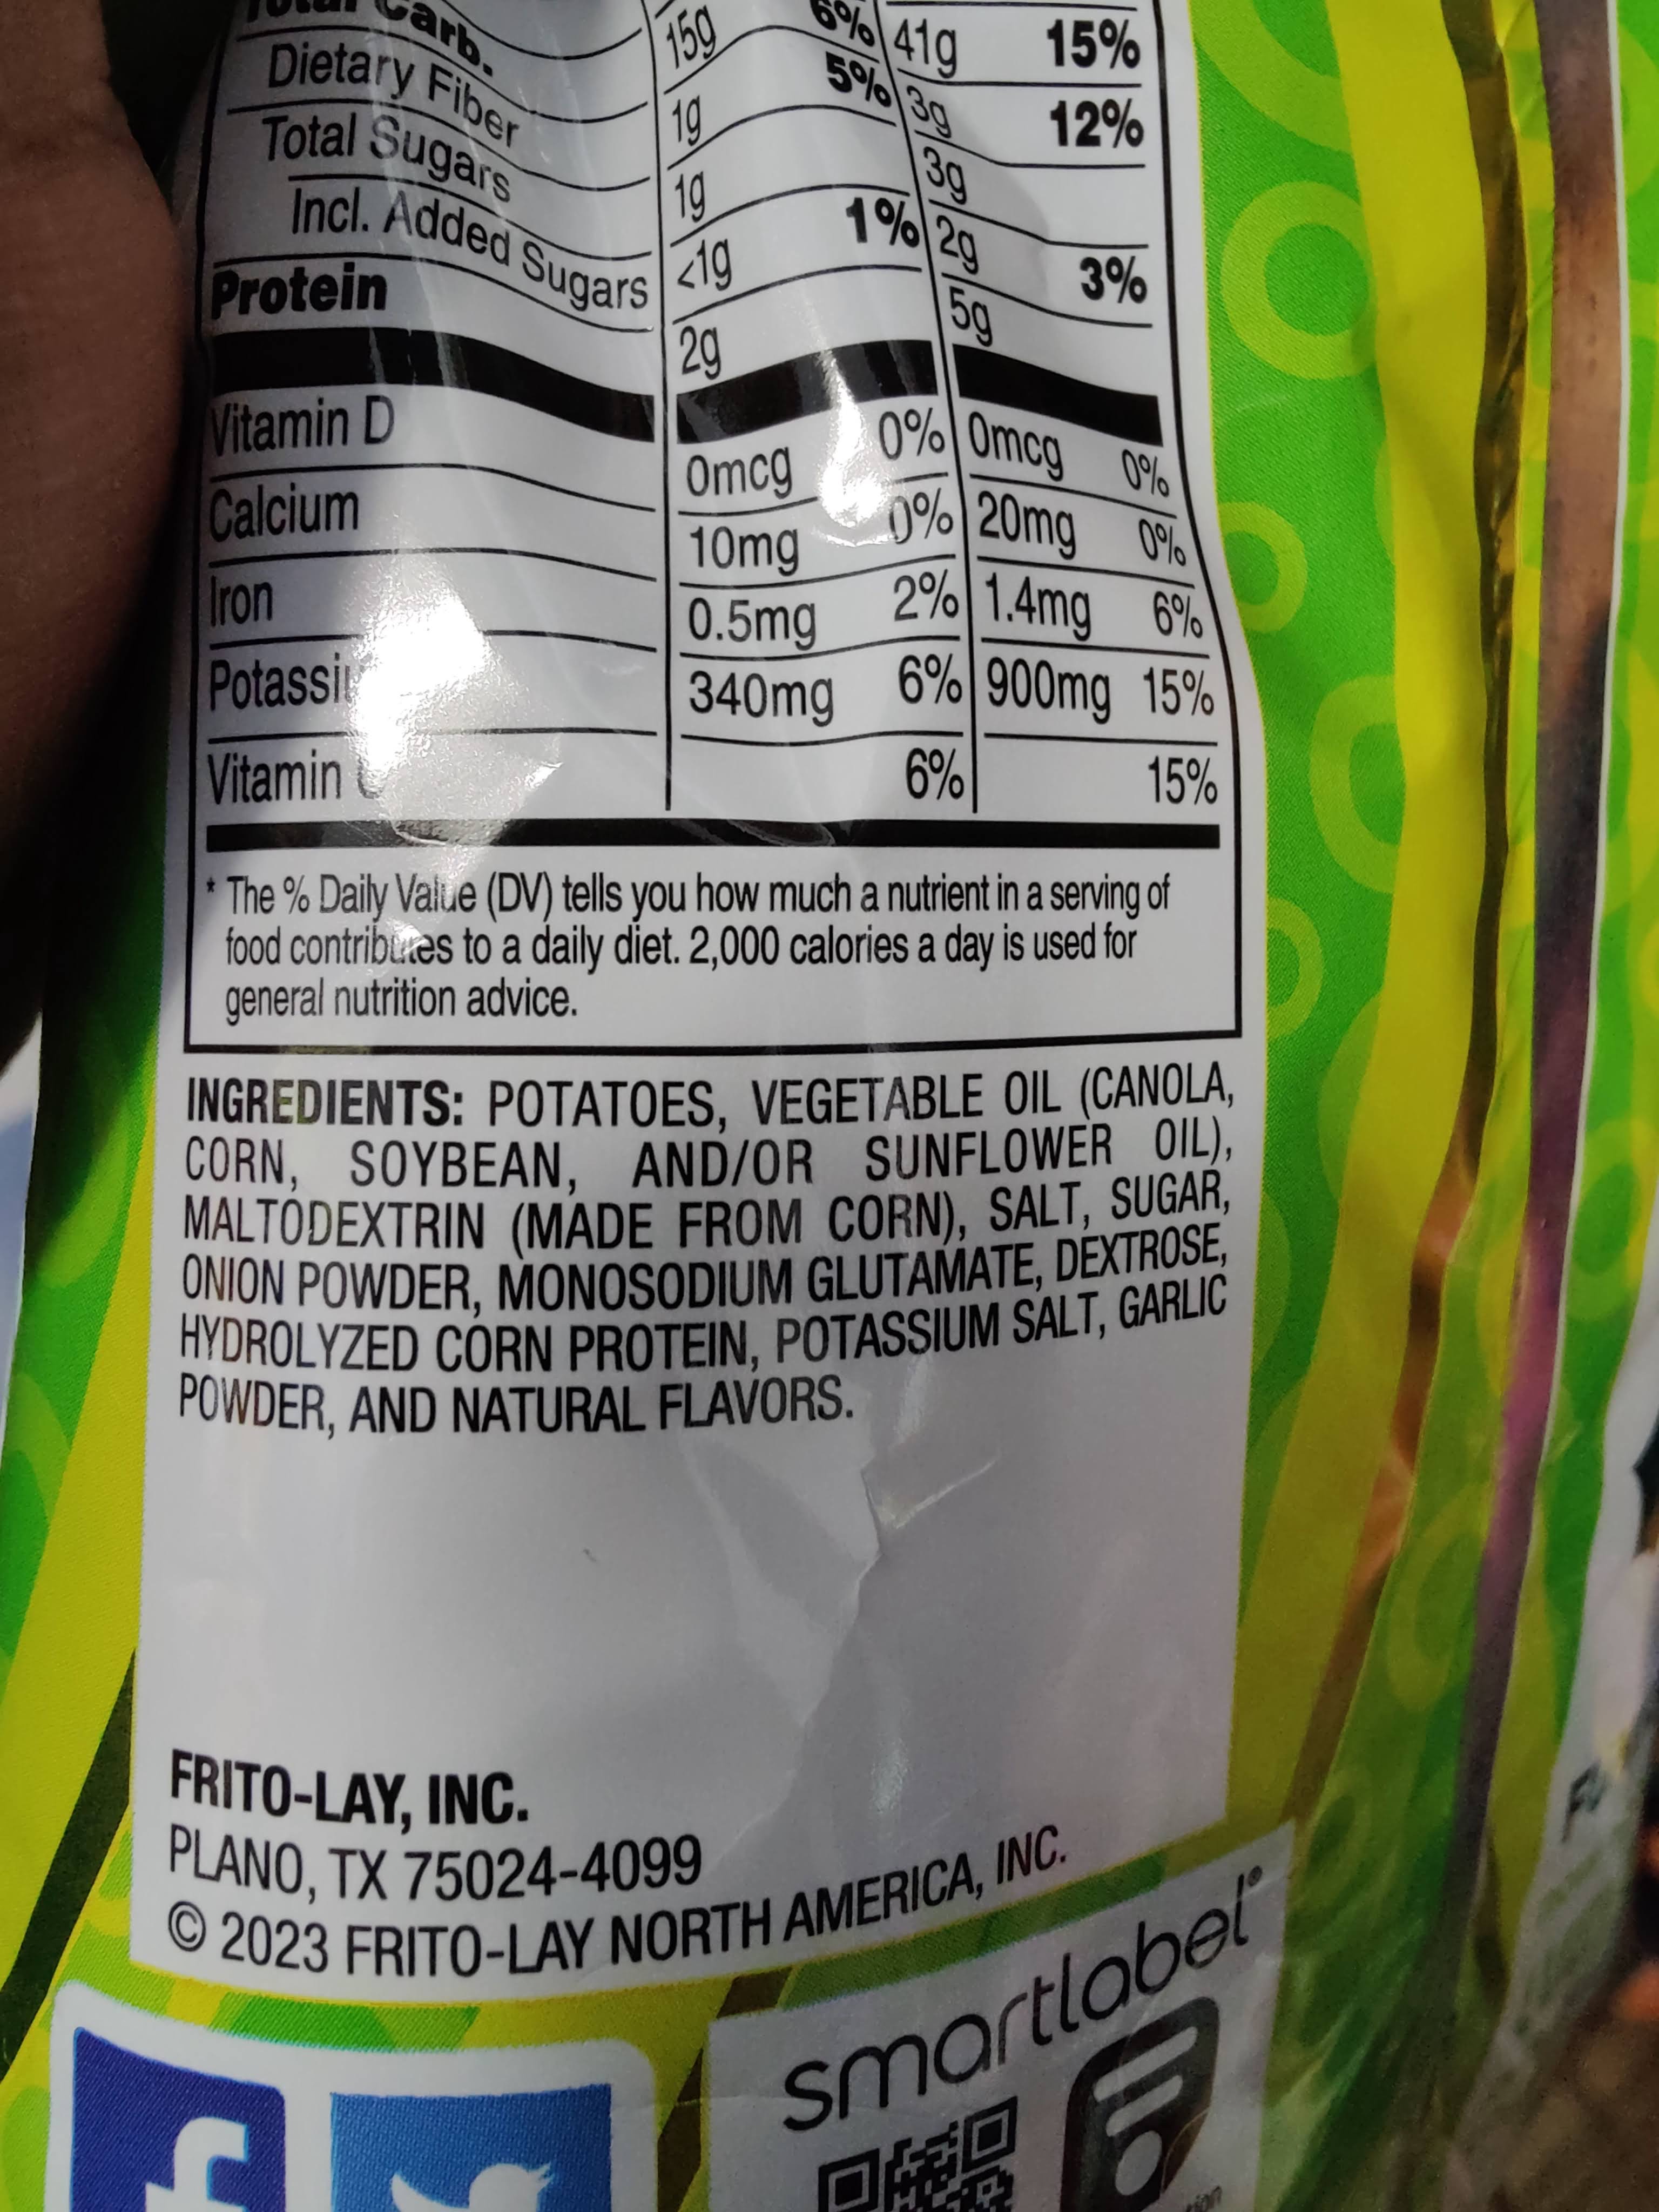 Total Carb. 15g 6% 41g 15%
Dietary Fiber 1g 5% 3g 12%
Total Sugars 1g 3g
Incl. Added Sugars <1g 1% 2g 3%
Protein 2g 5g
Vitamin D 0mcg 0% 0mcg 0%
Calcium 10mg 0% 20mg 0%
Iron 0.5mg 2% 1.4mg 6%
340mg 6% 900mg 15%
Vitamin 6% 15%
* The % Daily Value (DV) tells you how much a nutrient in a serving of
food contributes to a daily diet. 2,000 calories a day is used for
general nutrition advice.
INGREDIENTS: POTATOES, VEGETABLE OIL (CANOLA,
CORN, SOYBEAN, AND/OR SUNFLOWER OIL),
MALTODEXTRIN (MADE FROM CORN), SALT, SUGAR,
ONION POWDER, MONOSODIUM GLUTAMATE, DEXTROSE,
HYDROLYZED CORN PROTEIN, POTASSIUM SALT, GARLIC
POWDER, AND NATURAL FLAVORS.
FRITO-LAY, INC.
PLANO, TX 75024-4099
© 2023 FRITO-LAY NORTH AMERICA, INC.
smartlabel®
f